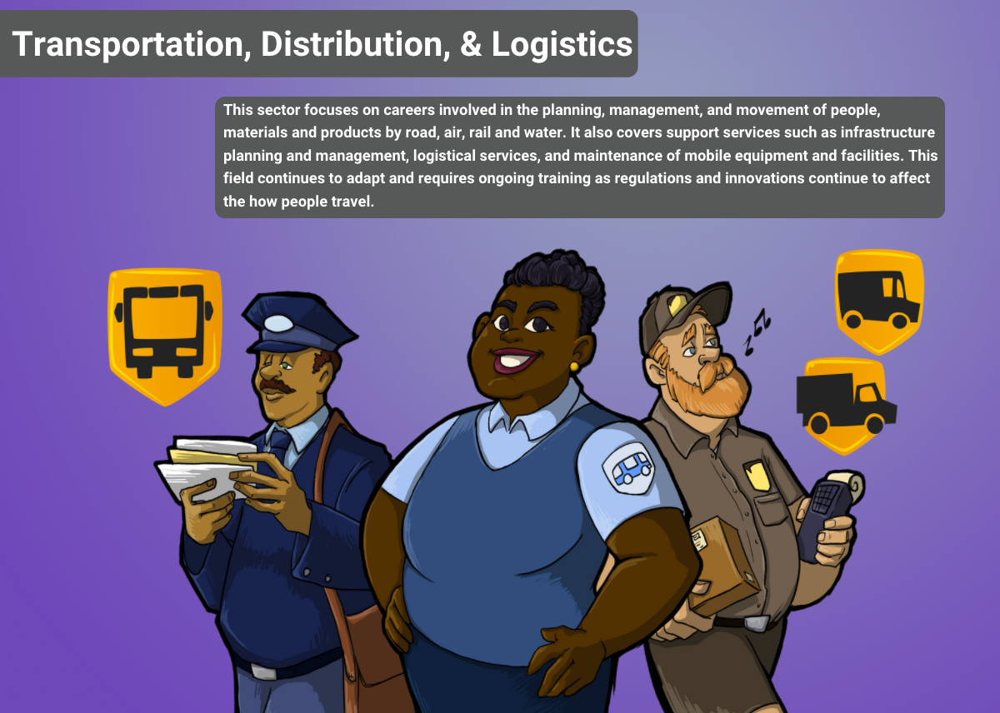 Transportation, Distribution, & Logistics
This sector focuses on careers involved in the planning, management, and movement of people,
materials and products by road, air, rail and water. It also covers support services such as infrastructure
planning and management, logistical services, and maintenance of mobile equipment and facilities. This
field continues to adapt and requires ongoing training as regulations and innovations continue to affect
the how people travel.